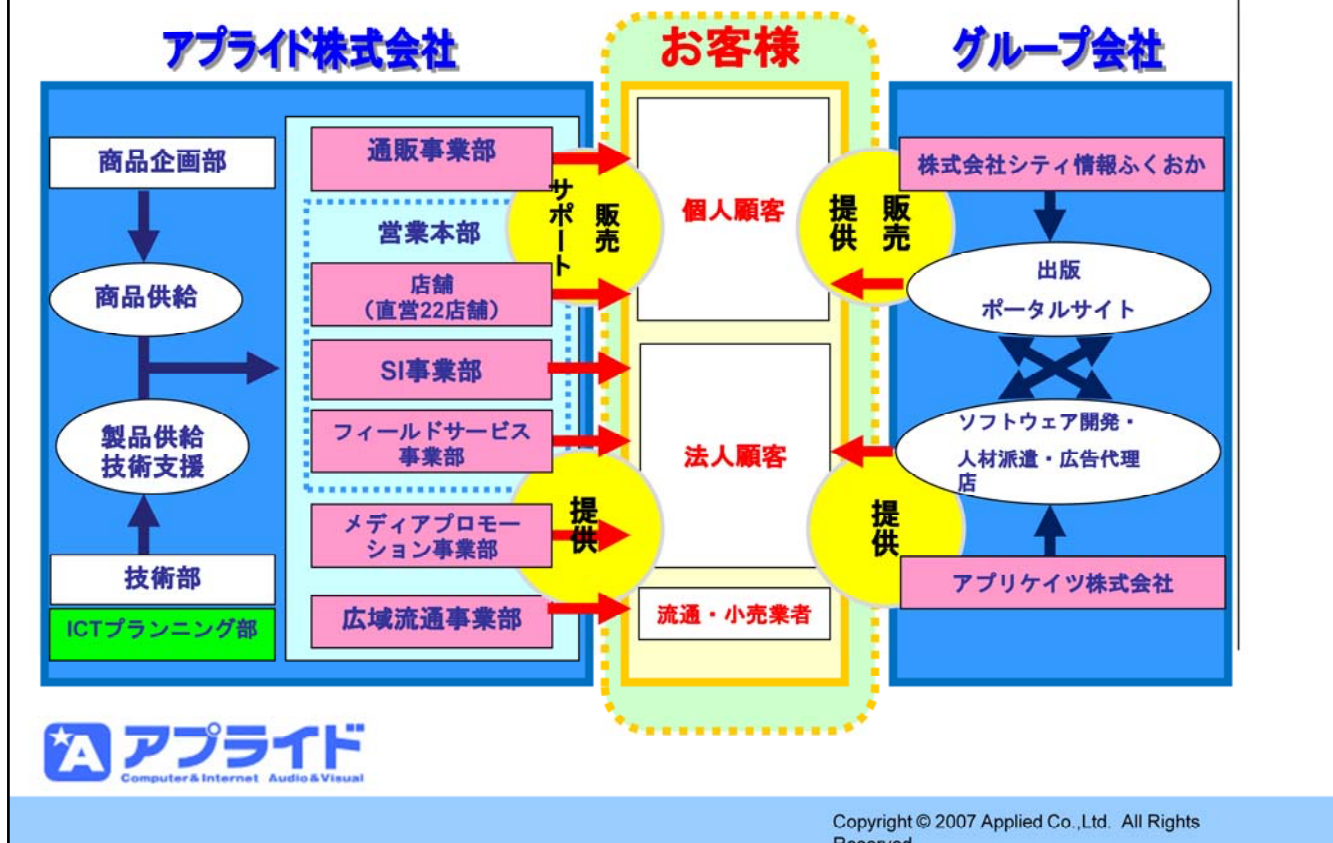 アプライド株式会社
お客様
グループ会社
商品企画部
商品供給
製品供給
技術支援
技術部
ICTプランニング部
通販事業部
営業本部
店舗
（直営22店舗）
SI事業部
フィールドサービス
事業部
メディアプロモー
ション事業部
広域流通事業部
サポート
販売
提供
個人顧客
法人顧客
流通・小売業者
提供
販売
提供
株式会社シティ情報ふくおか
出版
ポータルサイト
ソフトウェア開発・
人材派遣・広告代理
店
アプリケイツ株式会社
A アプライド
Computer&Internet Audio&Visual
Copyright © 2007 Applied Co.,Ltd. All Rights
Reserved